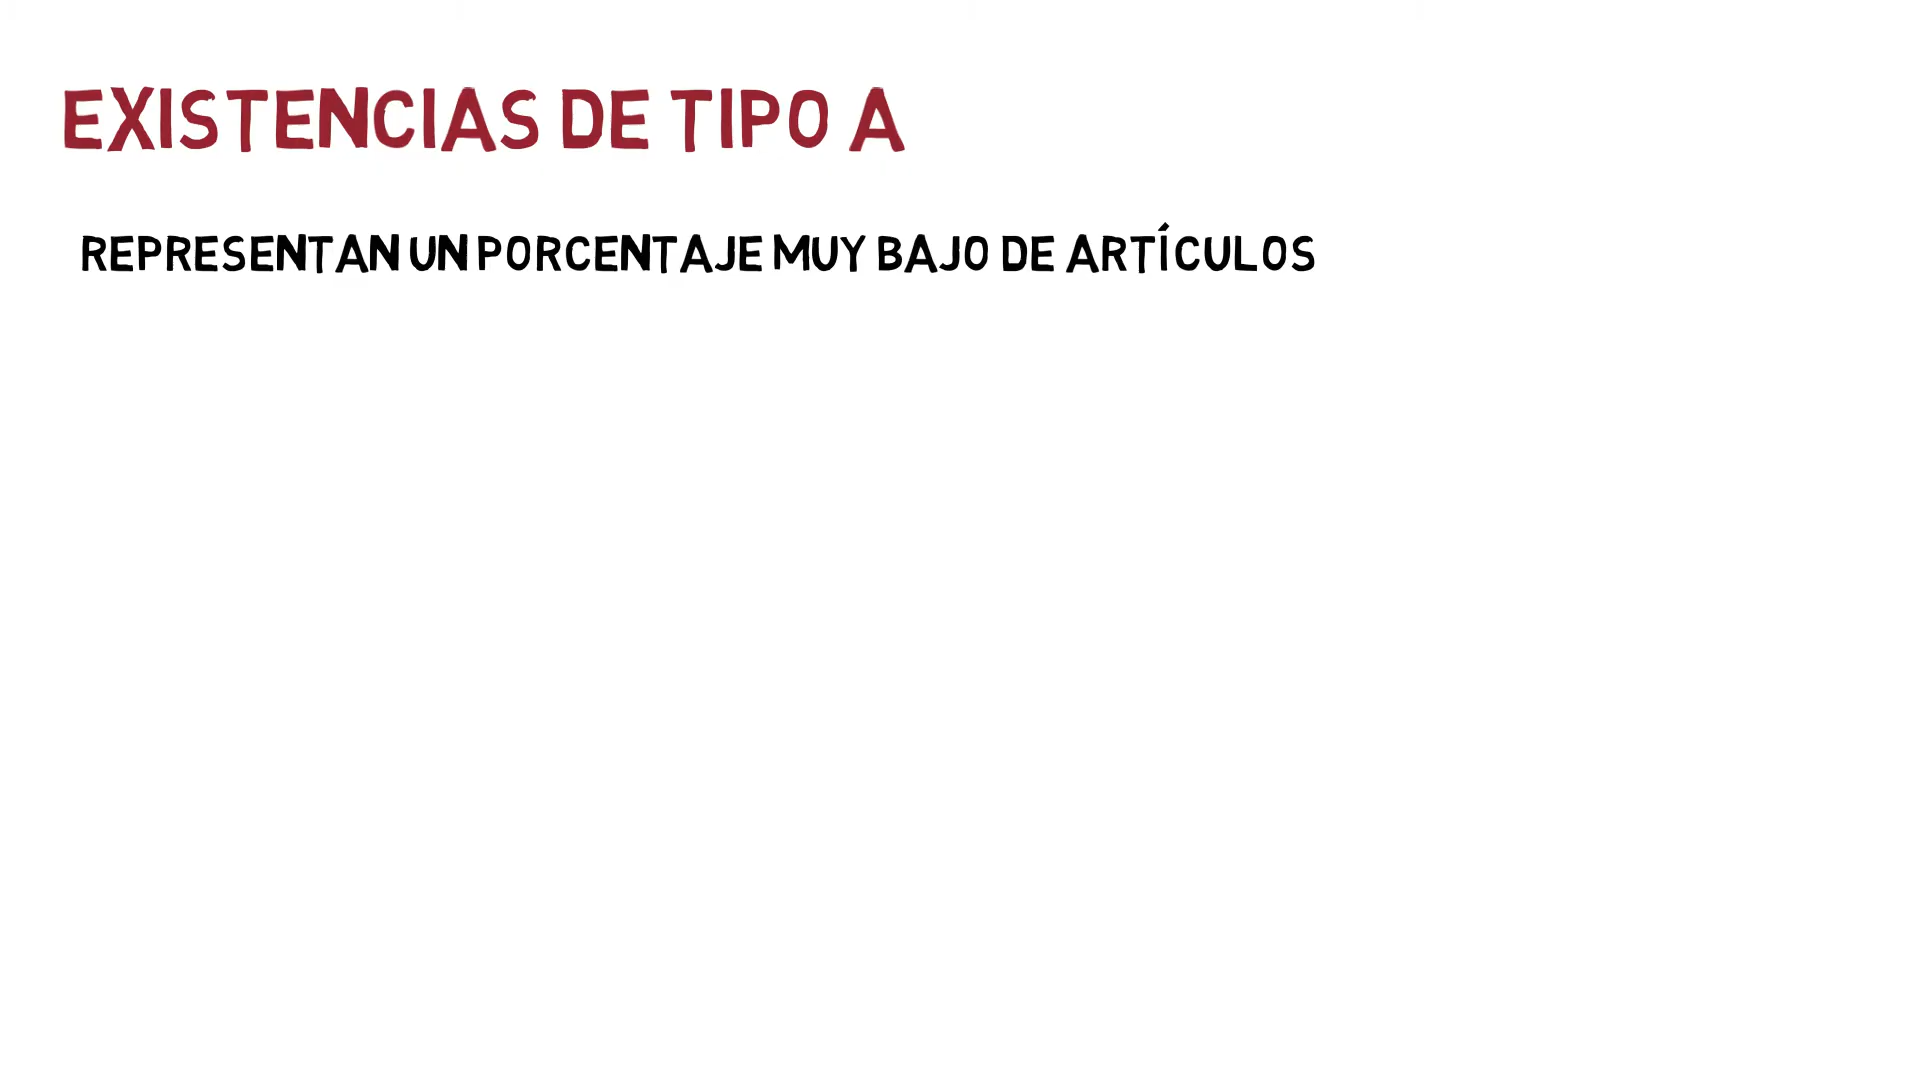 EXISTENCIAS DE TIPO A
REPRESENTAN UN PORCENTAJE MUY BAJO DE ARTÍCULOS